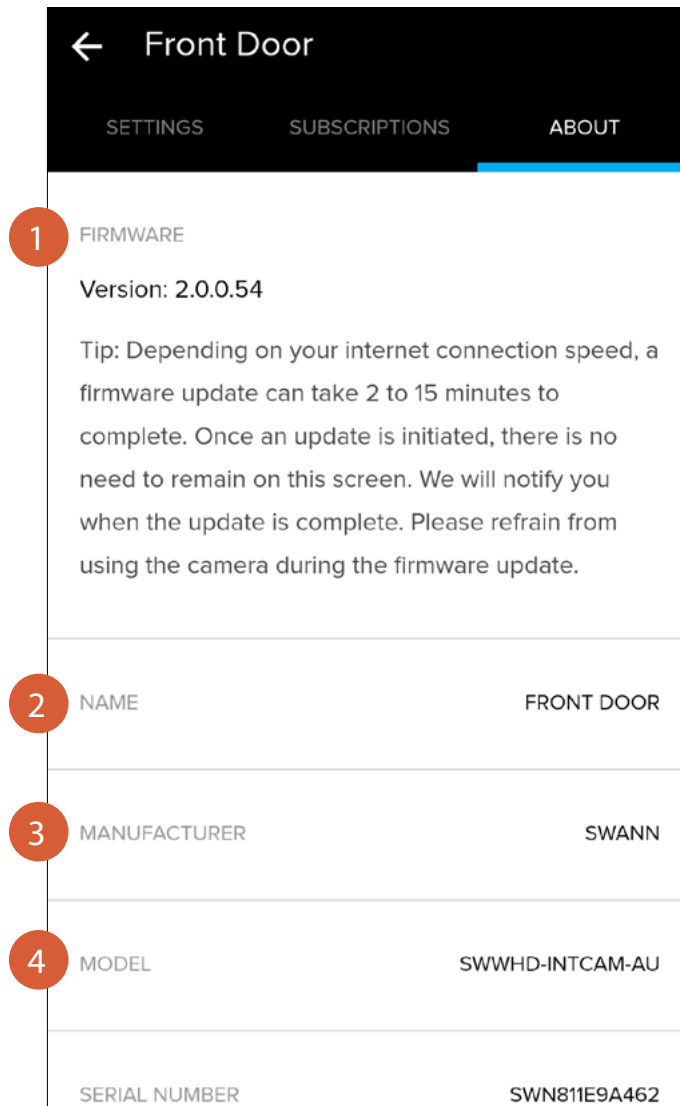 Front Door
SETTINGS SUBSCRIPTIONS ABOUT
1 FIRMWARE
Version: 2.0.0.54
Tip: Depending on your internet connection speed, a
firmware update can take 2 to 15 minutes to
complete. Once an update is initiated, there is no
need to remain on this screen. We will notify you
when the update is complete. Please refrain from
using the camera during the firmware update.
2 NAME FRONT DOOR
3 MANUFACTURER SWANN
4 MODEL SWWHD-INTCAM-AU
SERIAL NUMBER SWN811E9A462